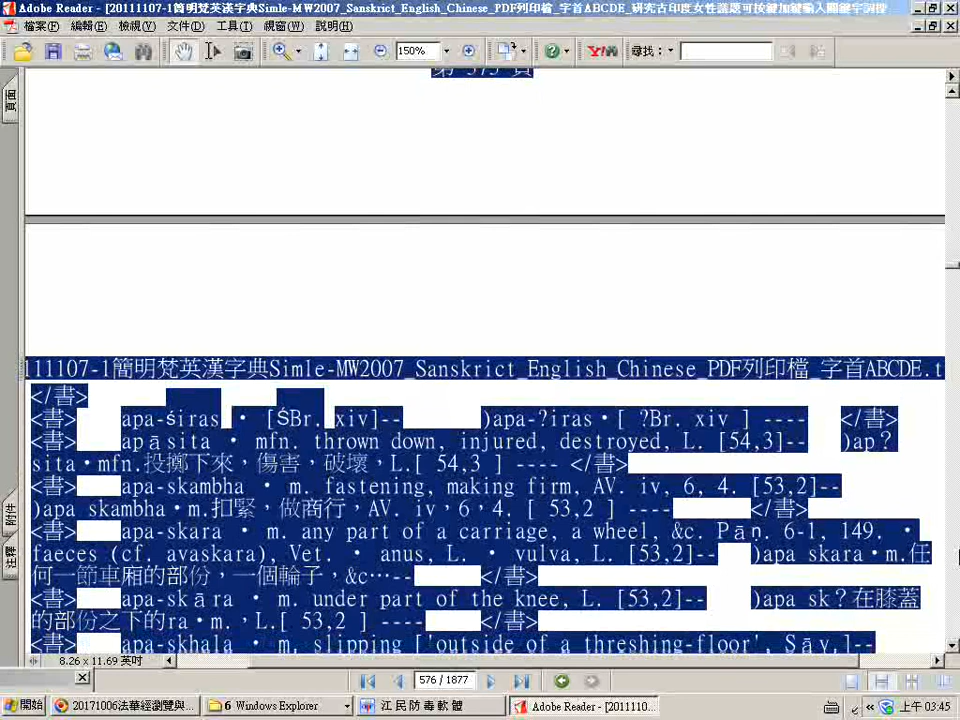 Adobe Reader - [20111107-1簡明梵英漢字典Simle-MW2007_Sanskrict_English_Chinese_PDF列印檔_字首ABCDE_研究古印度女性議題可按
檔案(F) 編輯(E) 檢視(V) 文件(D) 工具(T) 視窗(W) 說明(H)
150% Y! 尋找：
頁面
第 575 頁
111107-1簡明梵英漢字典Simle-MW2007_Sanskrict_English_Chinese_PDF列印檔_字首ABCDE.t
</書>
<書> apa-śiras · [ŚBr. xiv]-- )apa-?iras·[ ?Br. xiv ] ---- </書>
<書> apāsita · mfn. thrown down, injured, destroyed, L. [54,3]-- )ap?
sita·mfn.投擲下來，傷害，破壞，L.[ 54,3 ] ---- </書>
<書> apa-skambha · m. fastening, making firm, AV. iv, 6, 4. [53,2]--
)apa skambha·m.扣緊，做商行，AV. iv，6，4. [ 53,2 ] ---- </書>
<書> apa-skara · m. any part of a carriage, a wheel, &c. Pāṇ. 6-1, 149. ·
faeces (cf. avaskara), Vet. · anus, L. · vulva, L. [53,2]-- )apa skara·m.任
何一節車廂的部份，一個輪子，&c…-- </書>
<書> apa-skāra · m. under part of the knee, L. [53,2]-- )apa sk?在膝蓋
的部份之下的ra·m.，L.[ 53,2 ] ---- </書>
<書> apa-skhala · m. slipping ['outside of a threshing-floor', Sāy.]--
附件
注釋
8.26 x 11.69 英吋
576 / 1877
開始 20171006法華經瀏覽與... 6 Windows Explorer 江民防毒軟體 Adobe Reader - [2011110... 上午 03:45